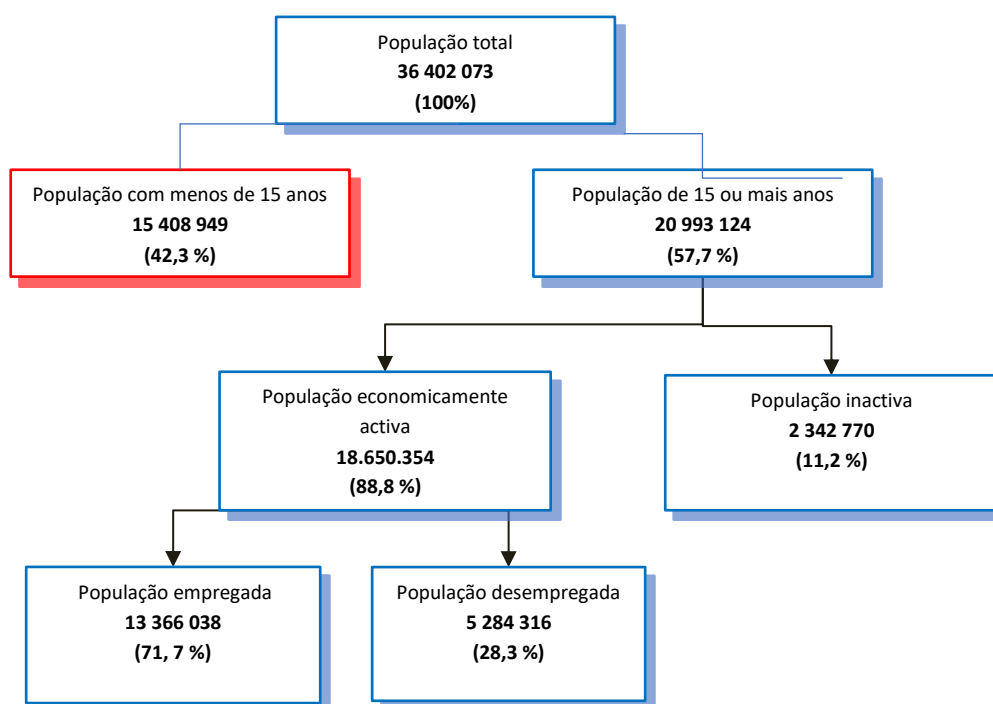 População total
36 402 073
(100%)
População com menos de 15 anos
15 408 949
(42,3 %)
População de 15 ou mais anos
20 993 124
(57,7 %)
População economicamente
activa
18.650.354
(88,8 %)
População inactiva
2 342 770
(11,2 %)
População empregada
13 366 038
(71, 7 %)
População desempregada
5 284 316
(28,3 %)